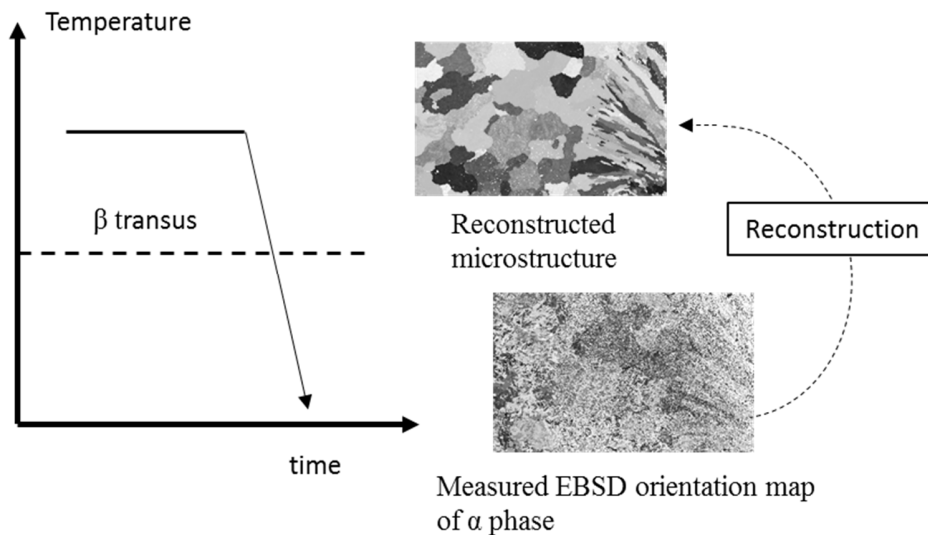 Temperature
β transus
time
Reconstructed
microstructure
Reconstruction
Measured EBSD orientation map
of α phase